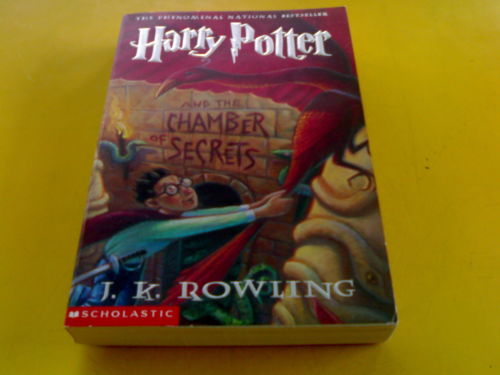 THE PHENOMENAL NATIONAL BESTSELLER
Harry Potter
AND THE
CHAMBER
OF
SECRETS
J. K. ROWLING
SCHOLASTIC